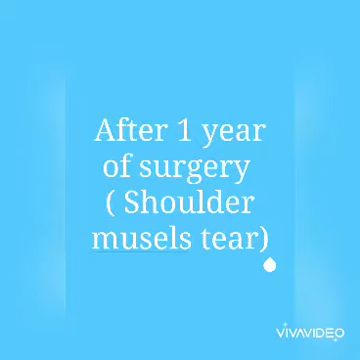 After 1 year
of surgery
( Shoulder
musels tear)
VIVAVIDEO